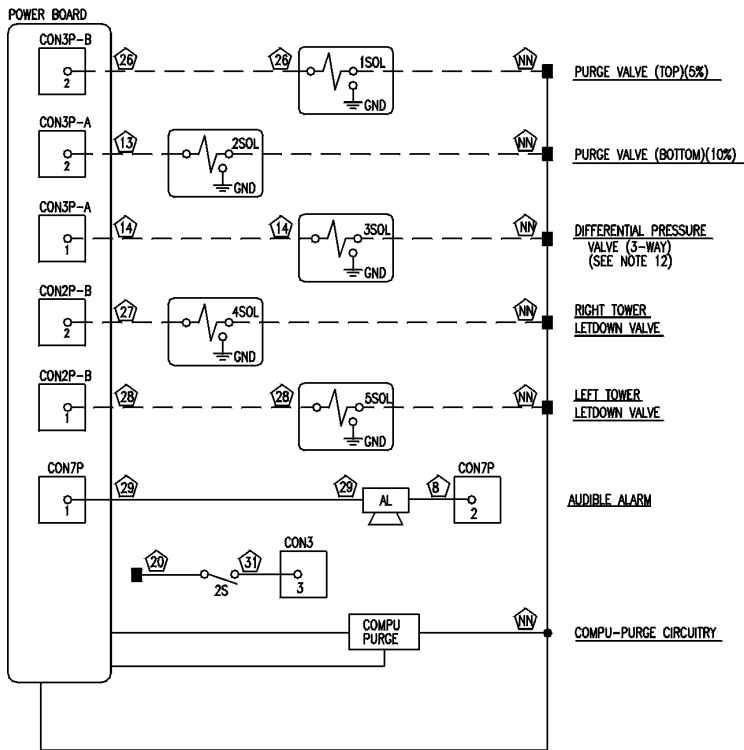 POWER BOARD
CON3P-B
2
26
26
1SOL
GND
NN
PURGE VALVE (TOP)(5%)
CON3P-A
2
13
2SOL
GND
NN
PURGE VALVE (BOTTOM)(10%)
CON3P-A
1
14
14
3SOL
GND
NN
DIFFERENTIAL PRESSURE
VALVE (3-WAY)
(SEE NOTE 12)
CON2P-B
2
27
4SOL
GND
NN
RIGHT TOWER
LETDOWN VALVE
CON2P-B
1
28
28
5SOL
GND
NN
LEFT TOWER
LETDOWN VALVE
CON7P
1
29
29
AL
8
CON7P
2
AUDIBLE ALARM
20
2S
31
CON3
3
COMPU
PURGE
NN
COMPU-PURGE CIRCUITRY